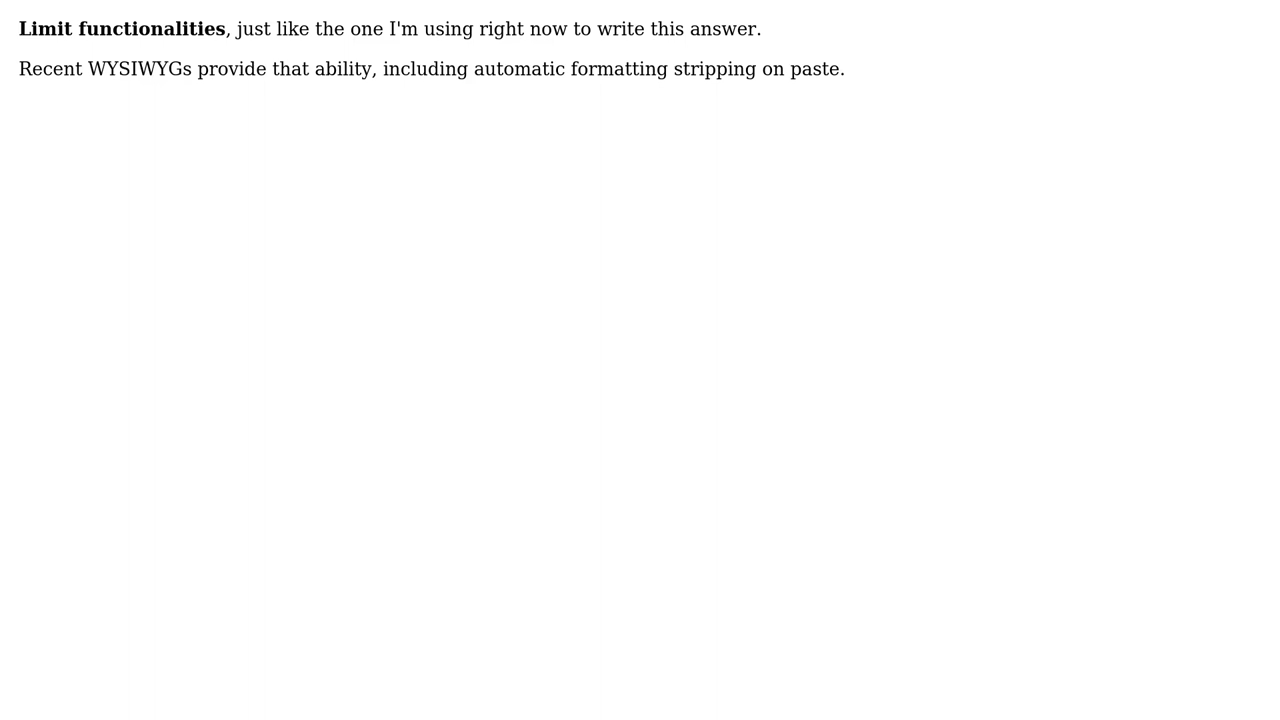 Limit functionalities, just like the one I'm using right now to write this answer.
Recent WYSIWYGs provide that ability, including automatic formatting stripping on paste.